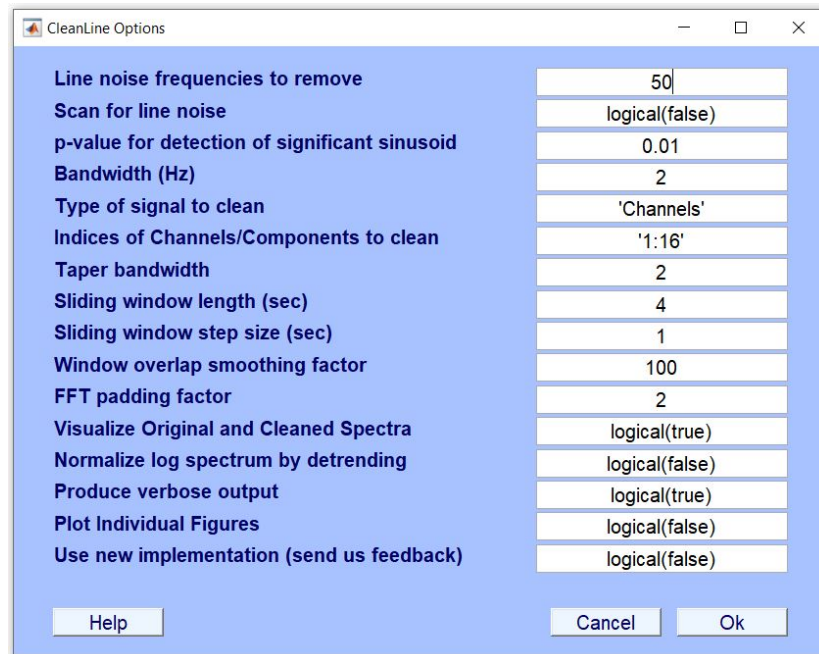 CleanLine Options
Line noise frequencies to remove 50
Scan for line noise logical(false)
p-value for detection of significant sinusoid 0.01
Bandwidth (Hz) 2
Type of signal to clean 'Channels'
Indices of Channels/Components to clean '1:16'
Taper bandwidth 2
Sliding window length (sec) 4
Sliding window step size (sec) 1
Window overlap smoothing factor 100
FFT padding factor 2
Visualize Original and Cleaned Spectra logical(true)
Normalize log spectrum by detrending logical(false)
Produce verbose output logical(true)
Plot Individual Figures logical(false)
Use new implementation (send us feedback) logical(false)
Help Cancel Ok